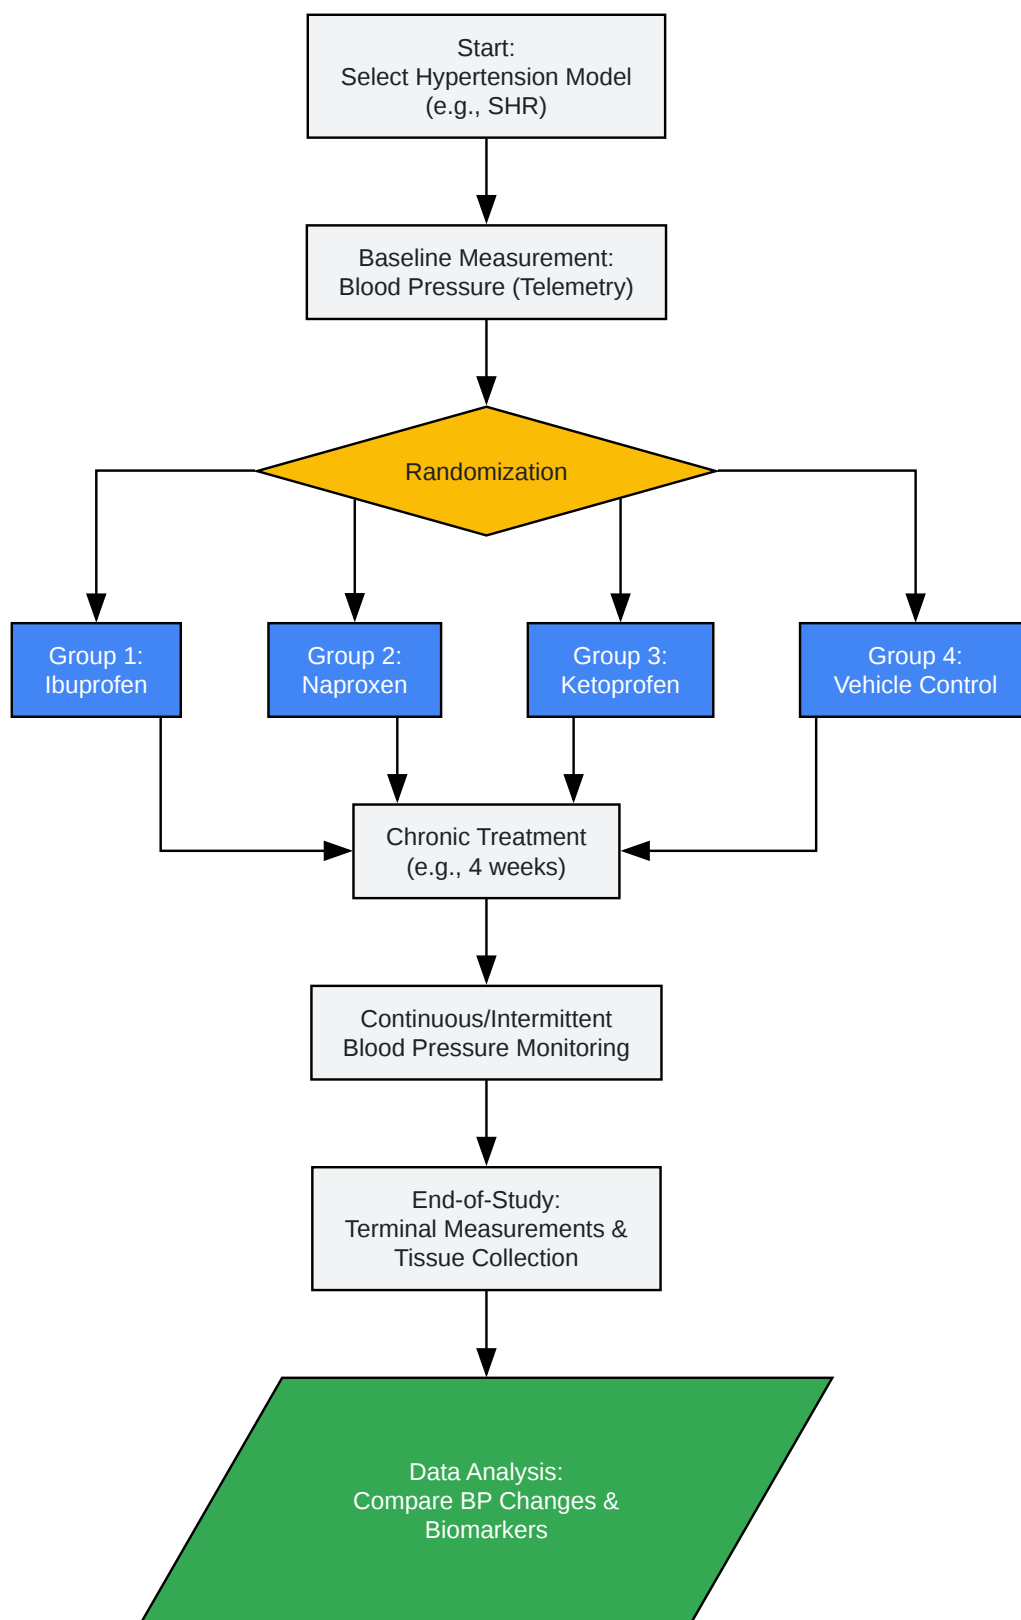 Start:
Select Hypertension Model
(e.g., SHR)
Baseline Measurement:
Blood Pressure (Telemetry)
Randomization
Group 1:
Ibuprofen
Group 2:
Naproxen
Group 3:
Ketoprofen
Group 4:
Vehicle Control
Chronic Treatment
(e.g., 4 weeks)
Continuous/Intermittent
Blood Pressure Monitoring
End-of-Study:
Terminal Measurements &
Tissue Collection
Data Analysis:
Compare BP Changes &
Biomarkers